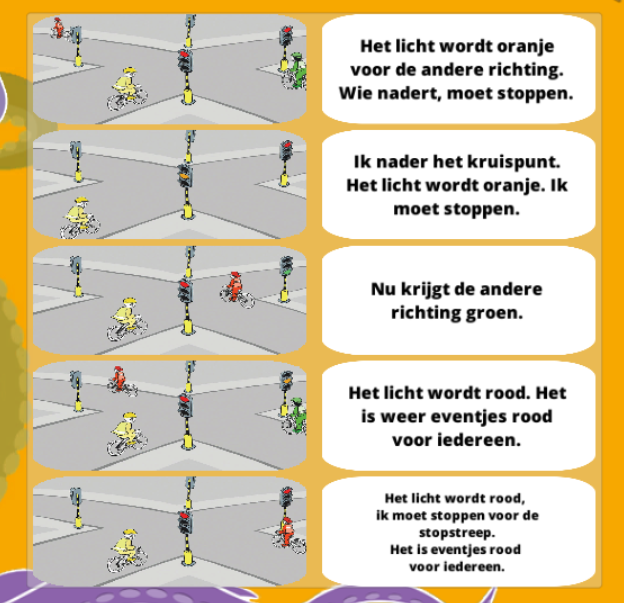 Het licht wordt oranje
voor de andere richting.
Wie nadert, moet stoppen.
Ik nader het kruispunt.
Het licht wordt oranje. Ik
moet stoppen.
Nu krijgt de andere
richting groen.
Het licht wordt rood. Het
is weer eventjes rood
voor iedereen.
Het licht wordt rood,
ik moet stoppen voor de
stopstreep.
Het is eventjes rood
voor iedereen.